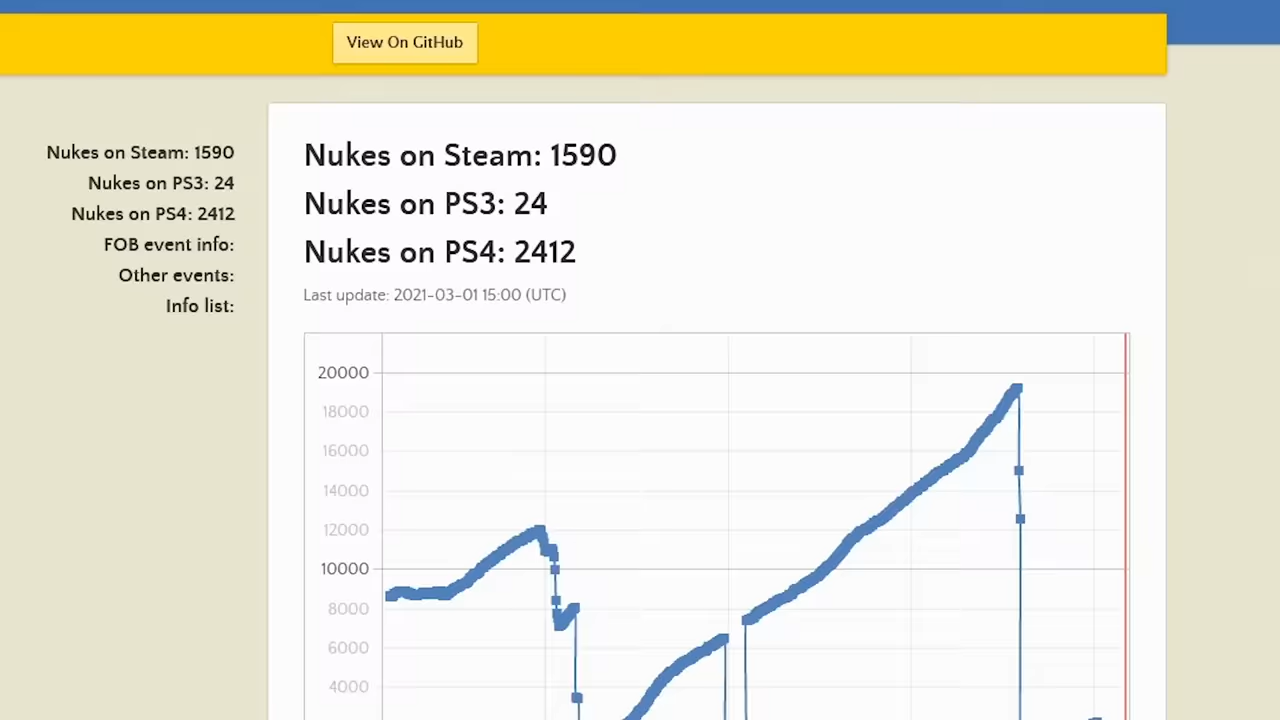 View On GitHub
Nukes on Steam: 1590
Nukes on PS3: 24
Nukes on PS4: 2412
FOB event info:
Other events:
Info list:
Nukes on Steam: 1590
Nukes on PS3: 24
Nukes on PS4: 2412
Last update: 2021-03-01 15:00 (UTC)
20000
18000
16000
14000
12000
10000
8000
6000
4000